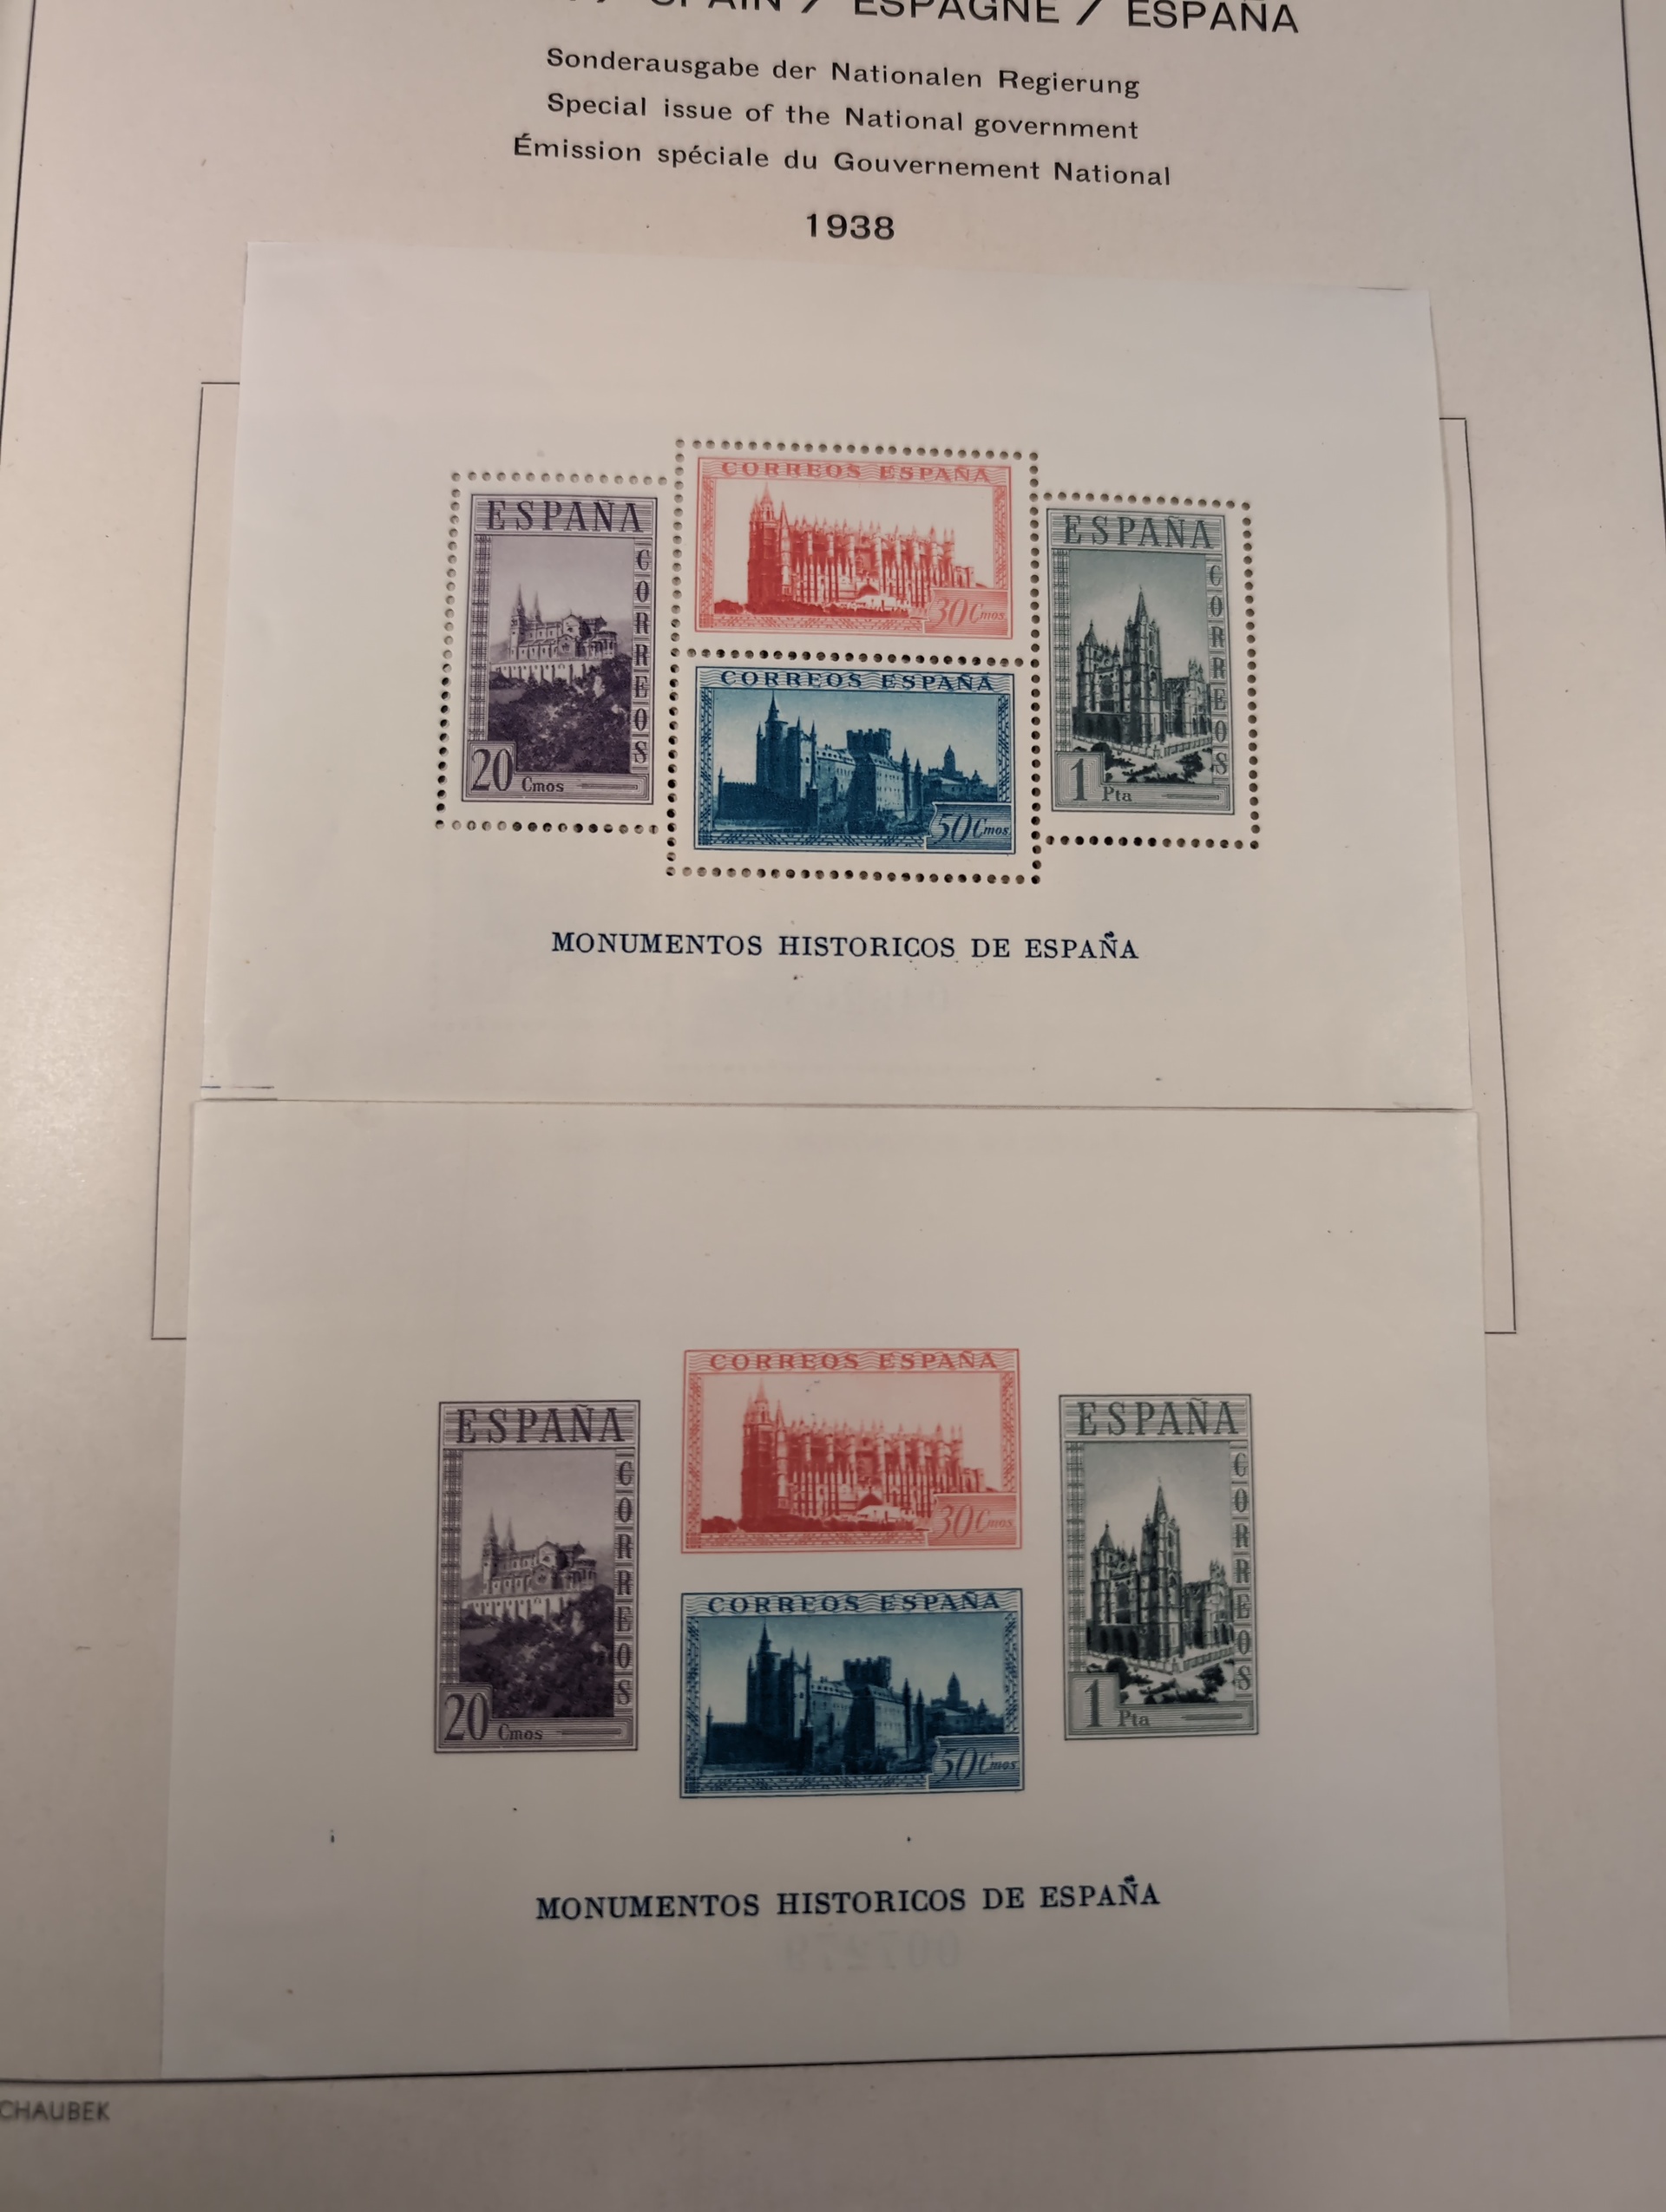 / SPAIN / ESPAGNE / ESPAÑA
Sonderausgabe der Nationalen Regierung
Special issue of the National government
Émission spéciale du Gouvernement National
1938
ESPAÑA
CORREOS
20 Cmos
CORREOS ESPAÑA
30 Cmos
CORREOS ESPAÑA
50 Cmos
ESPAÑA
CORREOS
1 Pta
MONUMENTOS HISTORICOS DE ESPAÑA
ESPAÑA
CORREOS
20 Cmos
CORREOS ESPAÑA
30 Cmos
CORREOS ESPAÑA
50 Cmos
ESPAÑA
CORREOS
1 Pta
MONUMENTOS HISTORICOS DE ESPAÑA
007279
CHAUBEK